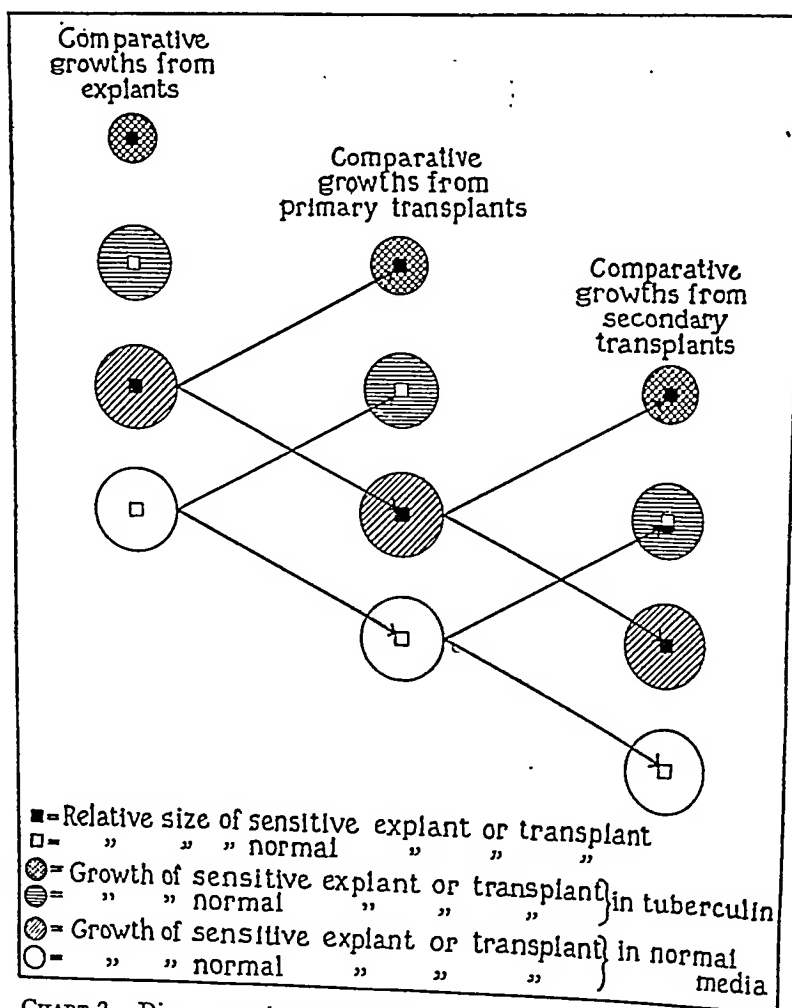 Comparative
growths from
explants
Comparative
growths from
primary transplants
Comparative
growths from
secondary
transplants
■ = Relative size of sensitive explant or transplant
□ = „ „ „ normal „ „ „
= Growth of sensitive explant or transplant} in tuberculin
= „ „ normal „ „ „
= Growth of sensitive explant or transplant} in normal
○ = „ „ normal „ „ „ media